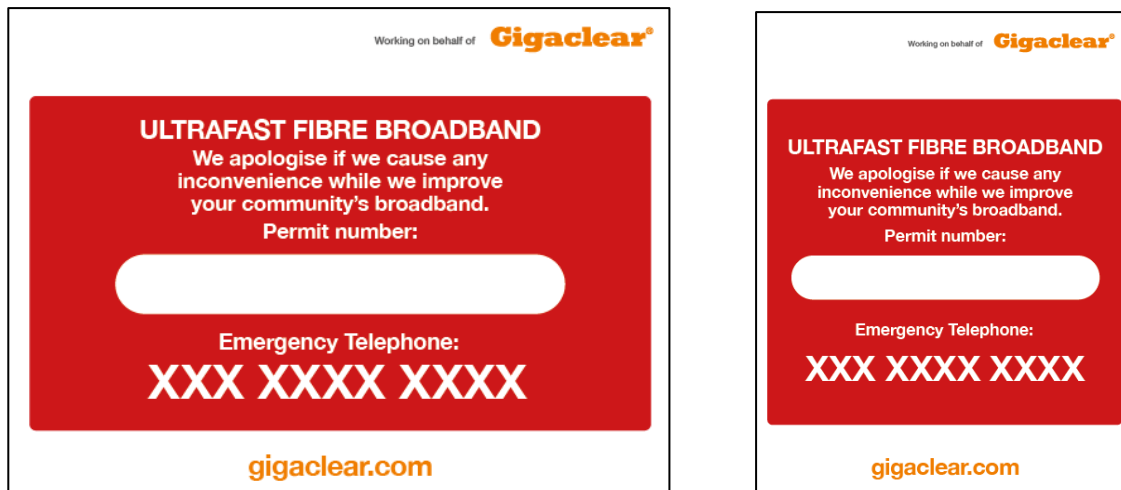 Working on behalf of Gigaclear®
ULTRAFAST FIBRE BROADBAND
We apologise if we cause any
inconvenience while we improve
your community’s broadband.
Permit number:
Emergency Telephone:
XXX XXXX XXXX
gigaclear.com
Working on behalf of Gigaclear®
ULTRAFAST FIBRE BROADBAND
We apologise if we cause any
inconvenience while we improve
your community’s broadband.
Permit number:
Emergency Telephone:
XXX XXXX XXXX
gigaclear.com